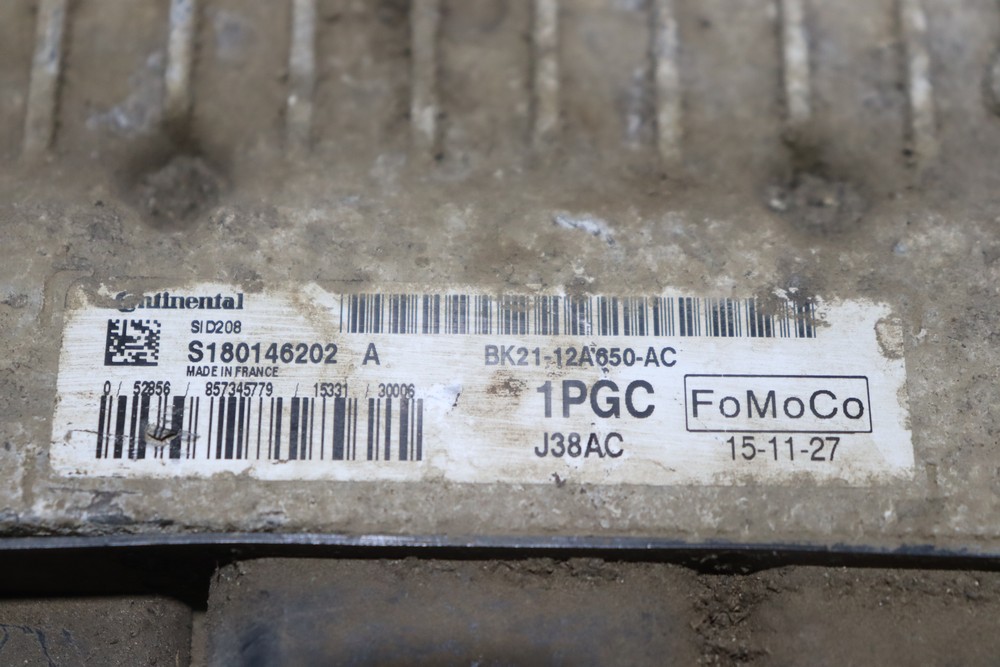 Continental
SID208
S180146202 A
MADE IN FRANCE
0 / 52856 / 857345779 / 15331 / 30006
BK21-12A650-AC
1PGC
FoMoCo
J38AC
15-11-27